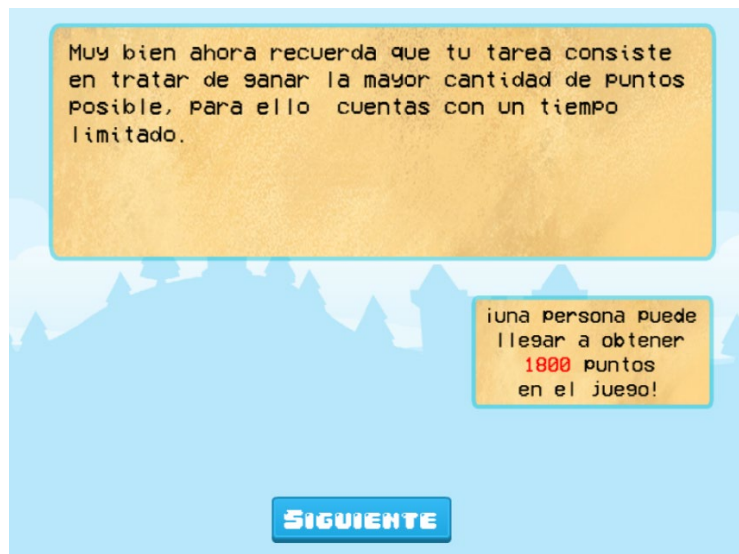 Muy bien ahora recuerda que tu tarea consiste
en tratar de ganar la mayor cantidad de puntos
posible, para ello cuentas con un tiempo
limitado.
¡una persona puede
llegar a obtener
1800 puntos
en el juego!
SIGUIENTE